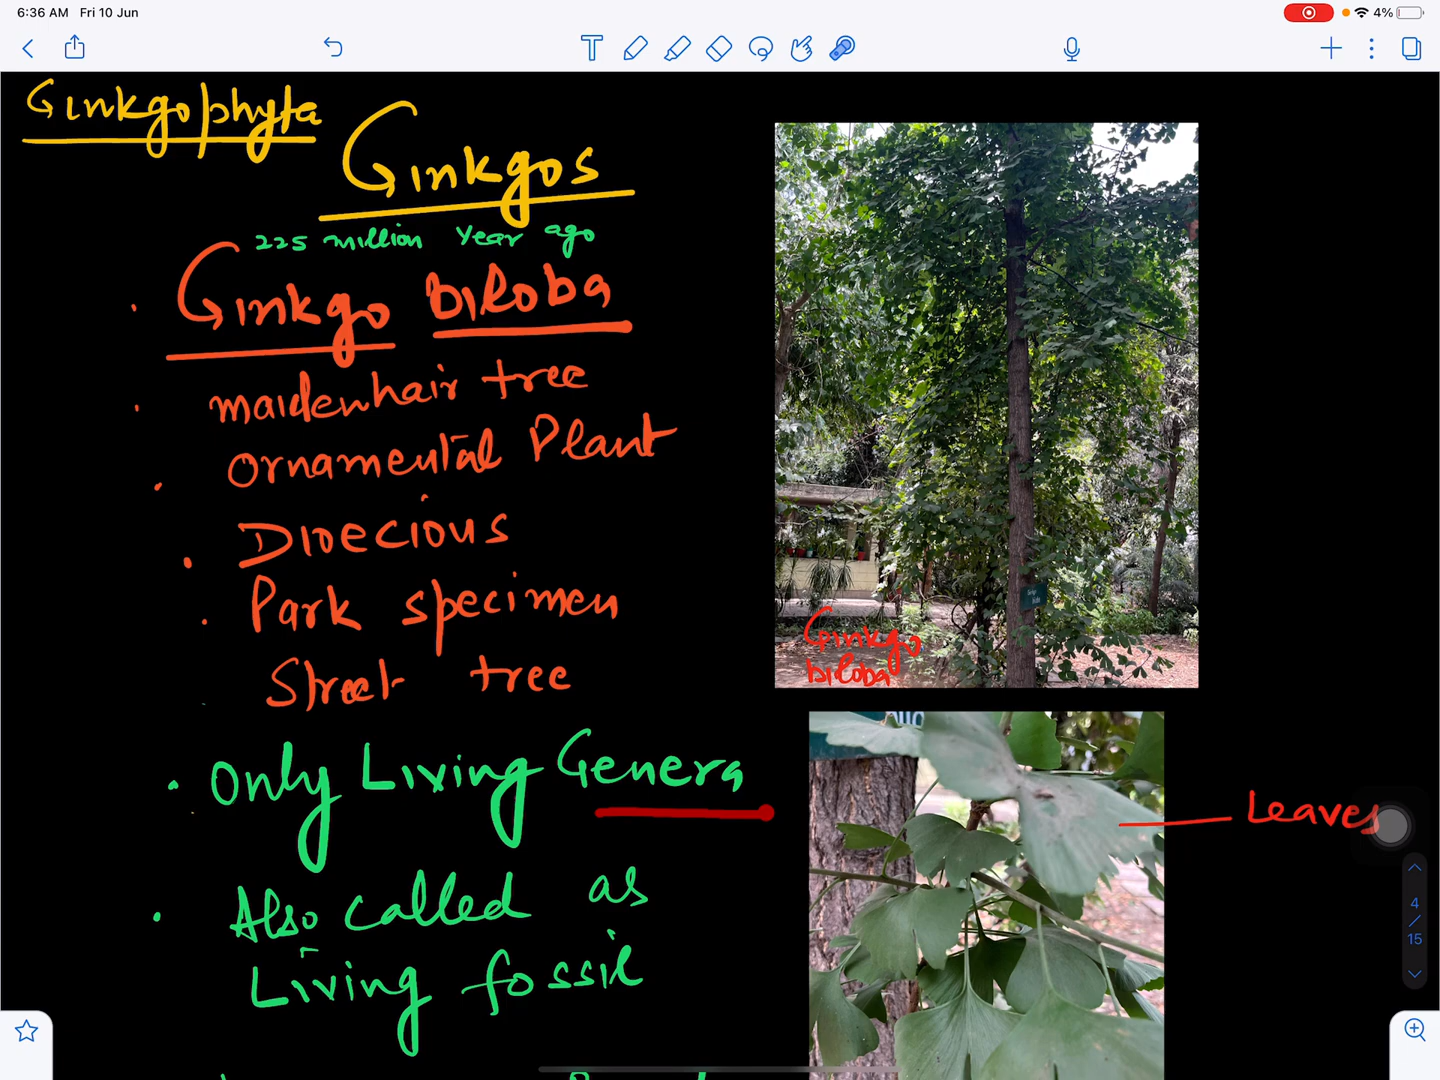 6:36 AM Fri 10 Jun
4%
Ginkgophyta
Ginkgos
225 million year ago
Ginkgo biloba
maidenhair tree
Ornamental Plant
Dioecious
Park specimen
Street tree
Only Living Genera
Also called as
Living fossil
Ginkgo
biloba
Leaves
4
/
15